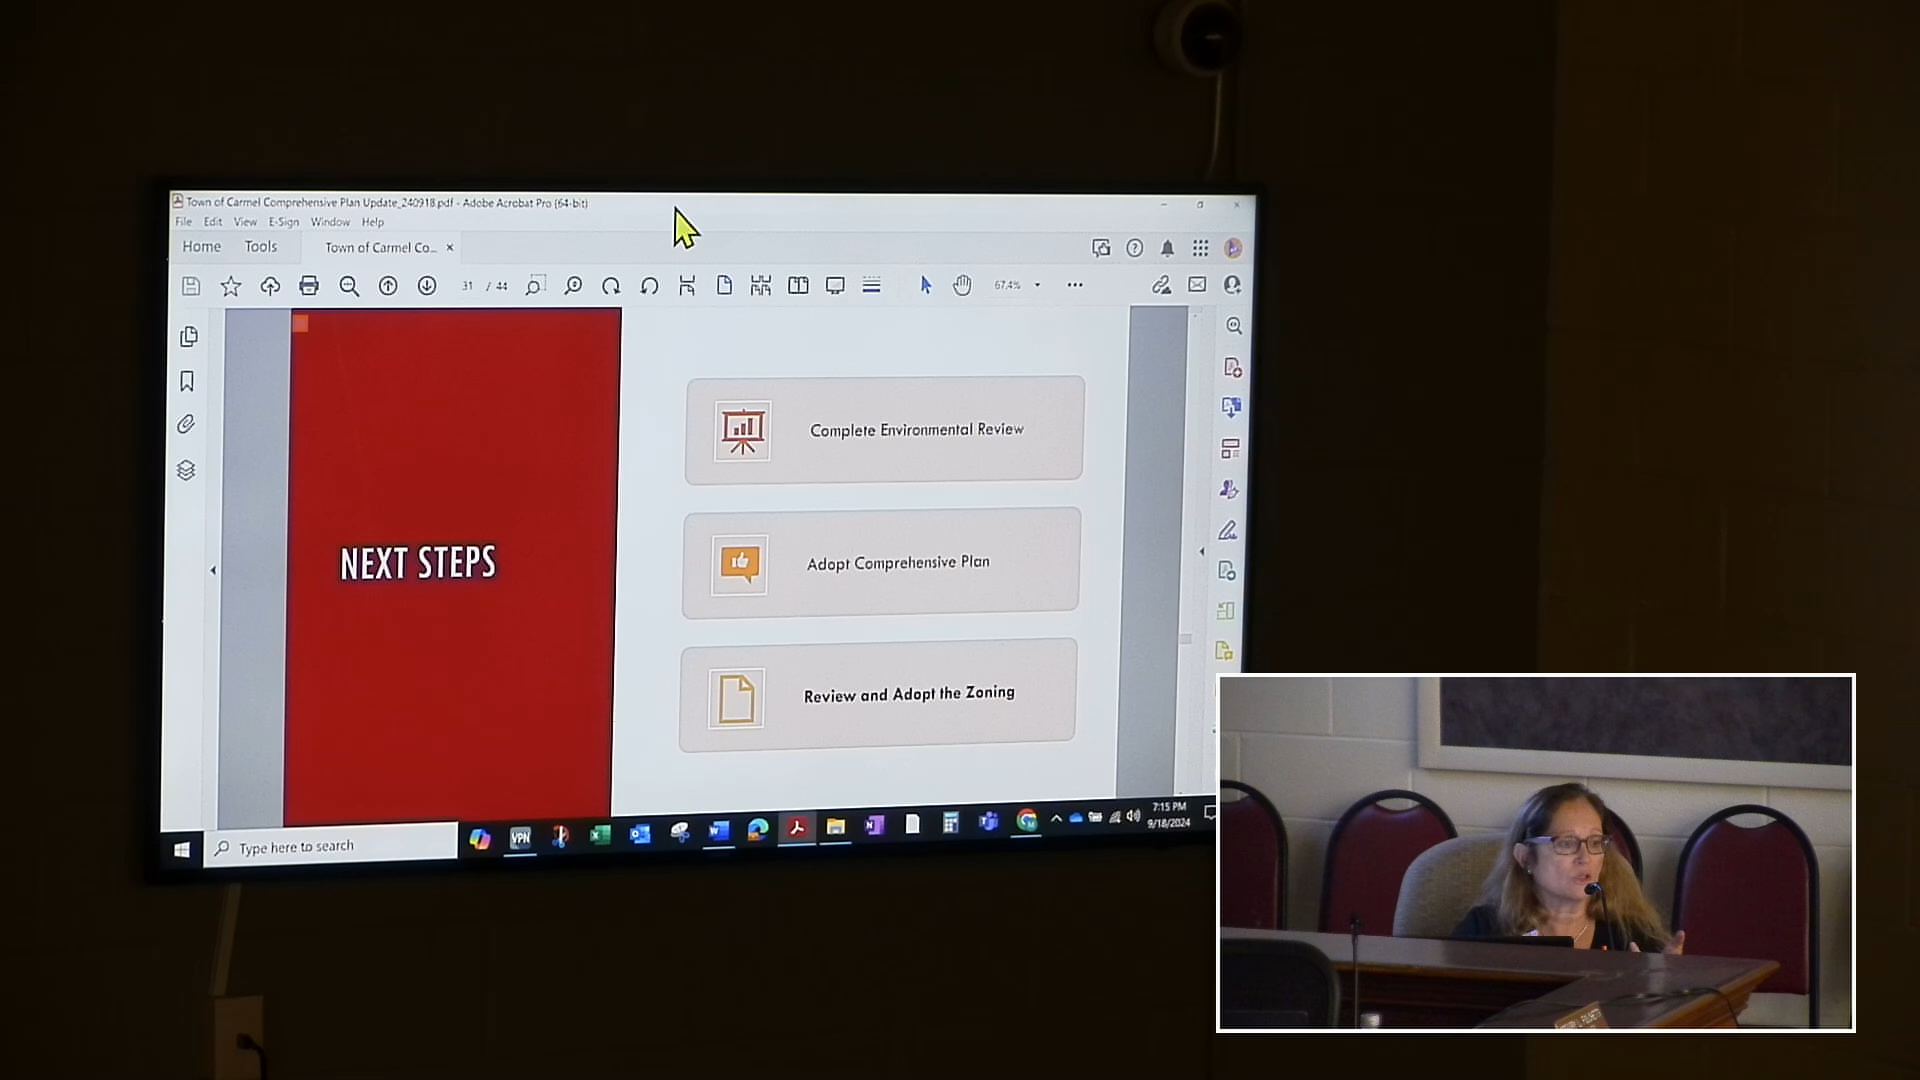 Town of Carmel Comprehensive Plan Update_240918.pdf - Adobe Acrobat Pro (64-bit)
File Edit View E-Sign Window Help
Home Tools Town of Carmel Co... ×
31 / 44 67.4%
Complete Environmental Review
NEXT STEPS
Adopt Comprehensive Plan
Review and Adopt the Zoning
Type here to search
VPN
7:15 PM
9/18/2024